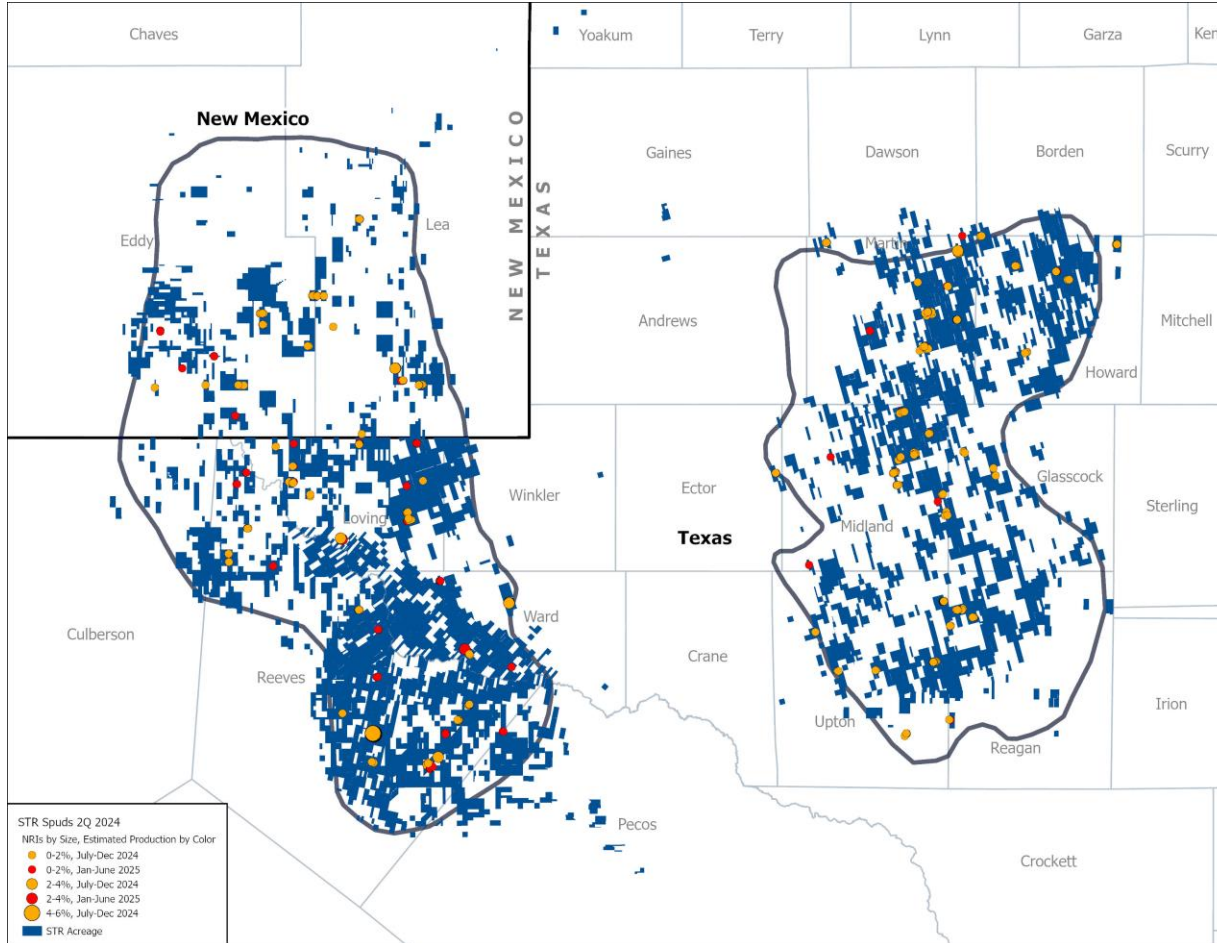 Chaves
Yoakum
Terry
Lynn
Garza
Ken
New Mexico
NEW MEXICO
TEXAS
Gaines
Dawson
Borden
Scurry
Lea
Eddy
Martin
Andrews
Mitchell
Howard
Winkler
Ector
Glasscock
Sterling
Loving
Texas
Midland
Culberson
Ward
Crane
Reeves
Irion
Upton
Reagan
Pecos
Crockett
STR Spuds 2Q 2024
NRIs by Size, Estimated Production by Color
0-2%, July-Dec 2024
0-2%, Jan-June 2025
2-4%, July-Dec 2024
2-4%, Jan-June 2025
4-6%, July-Dec 2024
STR Acreage